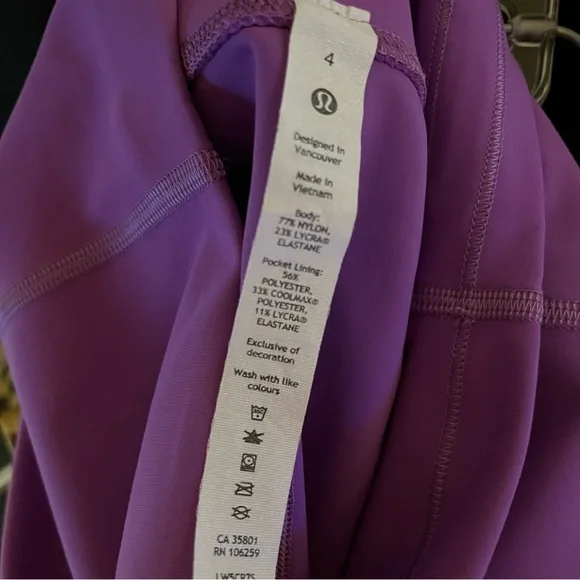 4
Designed in
Vancouver
Made in
Vietnam
Body:
77% NYLON,
23% LYCRA®
ELASTANE
Pocket Lining:
56%
POLYESTER,
33% COOLMAX®
POLYESTER,
11% LYCRA®
ELASTANE
Exclusive of
decoration
Wash with like
colours
CA 35801
RN 106259